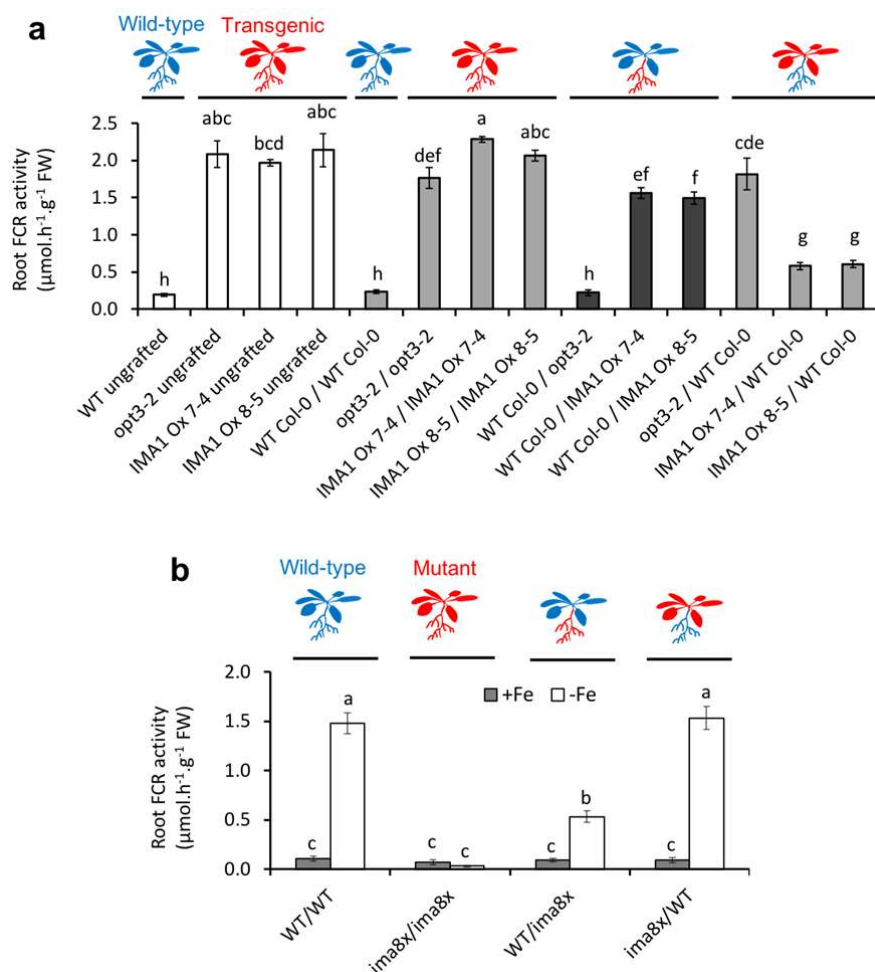 a
Wild-type
Transgenic
Root FCR activity
(µmol.h⁻¹.g⁻¹ FW)
2.5
2.0
1.5
1.0
0.5
0.0
h
abc
bcd
abc
h
def
a
abc
h
ef
f
cde
g
g
WT ungrafted
opt3-2 ungrafted
IMA1 Ox 7-4 ungrafted
IMA1 Ox 8-5 ungrafted
WT Col-0 / WT Col-0
opt3-2 / opt3-2
IMA1 Ox 7-4 / IMA1 Ox 7-4
IMA1 Ox 8-5 / IMA1 Ox 8-5
WT Col-0 / opt3-2
WT Col-0 / IMA1 Ox 7-4
WT Col-0 / IMA1 Ox 8-5
opt3-2 / WT Col-0
IMA1 Ox 7-4 / WT Col-0
IMA1 Ox 8-5 / WT Col-0
b
Wild-type
Mutant
Root FCR activity
(µmol.h⁻¹.g⁻¹ FW)
2.0
1.5
1.0
0.5
0.0
+Fe
-Fe
c
a
c
c
c
b
c
a
WT/WT
ima8x/ima8x
WT/ima8x
ima8x/WT